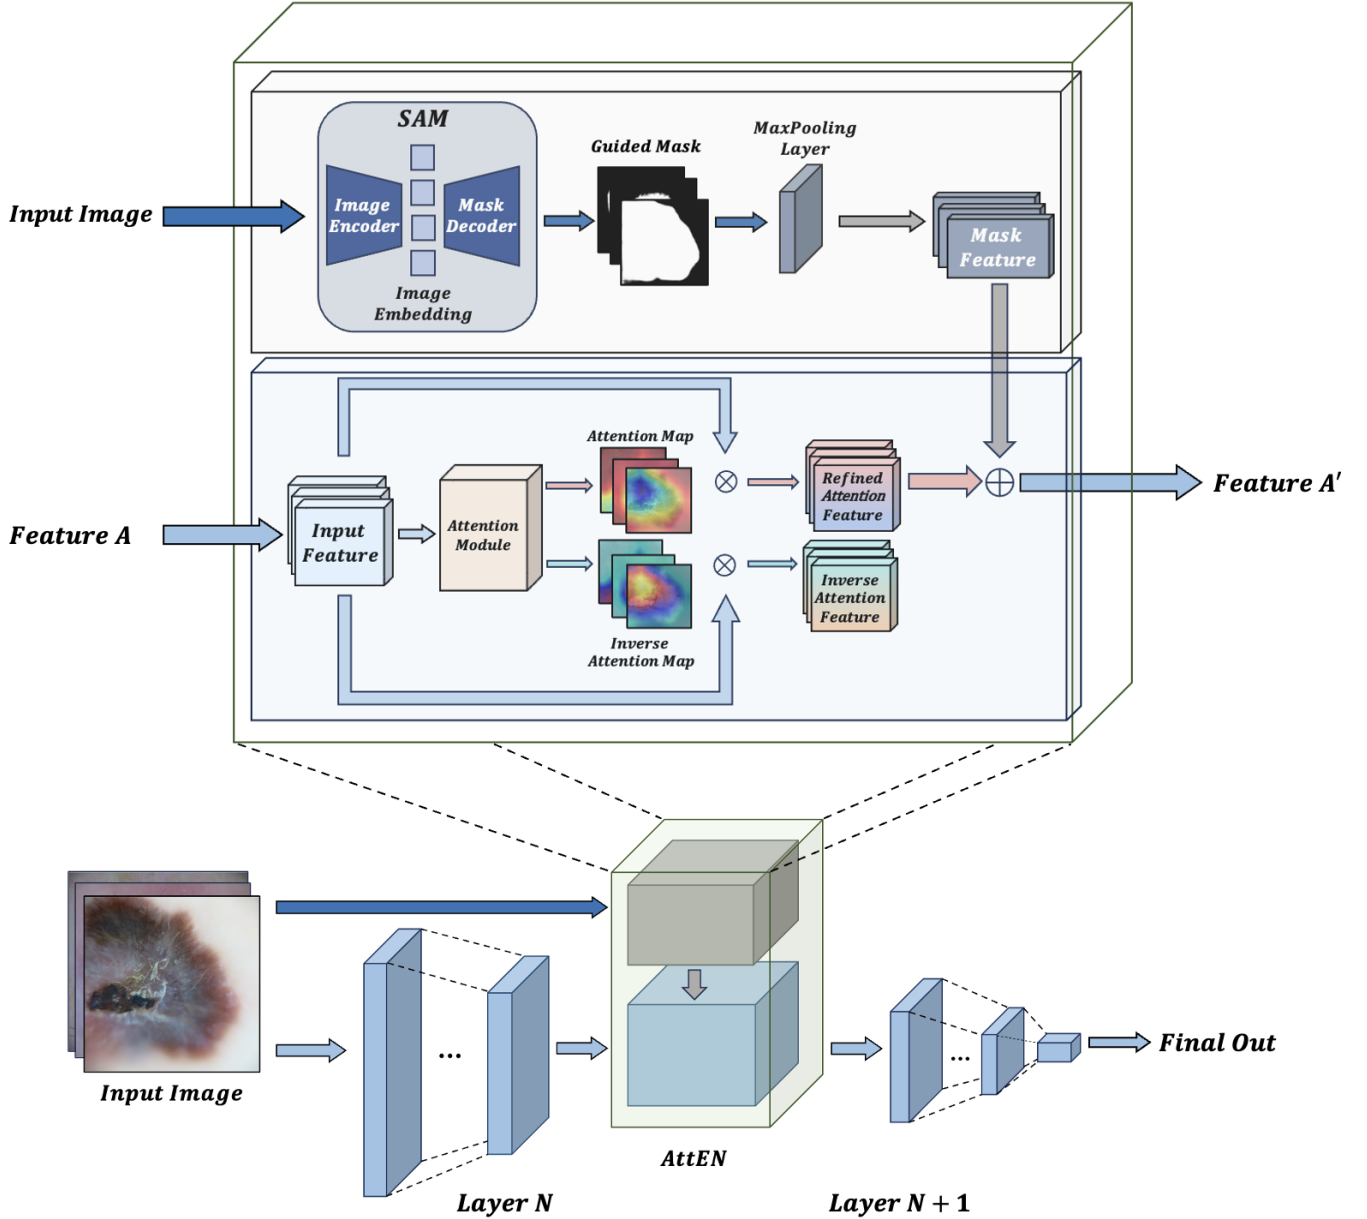 SAM
Guided Mask
MaxPooling
Layer
Input Image
Image
Encoder
Mask
Decoder
Mask
Feature
Image
Embedding
Attention Map
Feature A
Input
Feature
Attention
Module
Refined
Attention
Feature
Feature A′
Inverse
Attention
Feature
Inverse
Attention Map
Input Image
...
...
Final Out
AttEN
Layer N
Layer N + 1